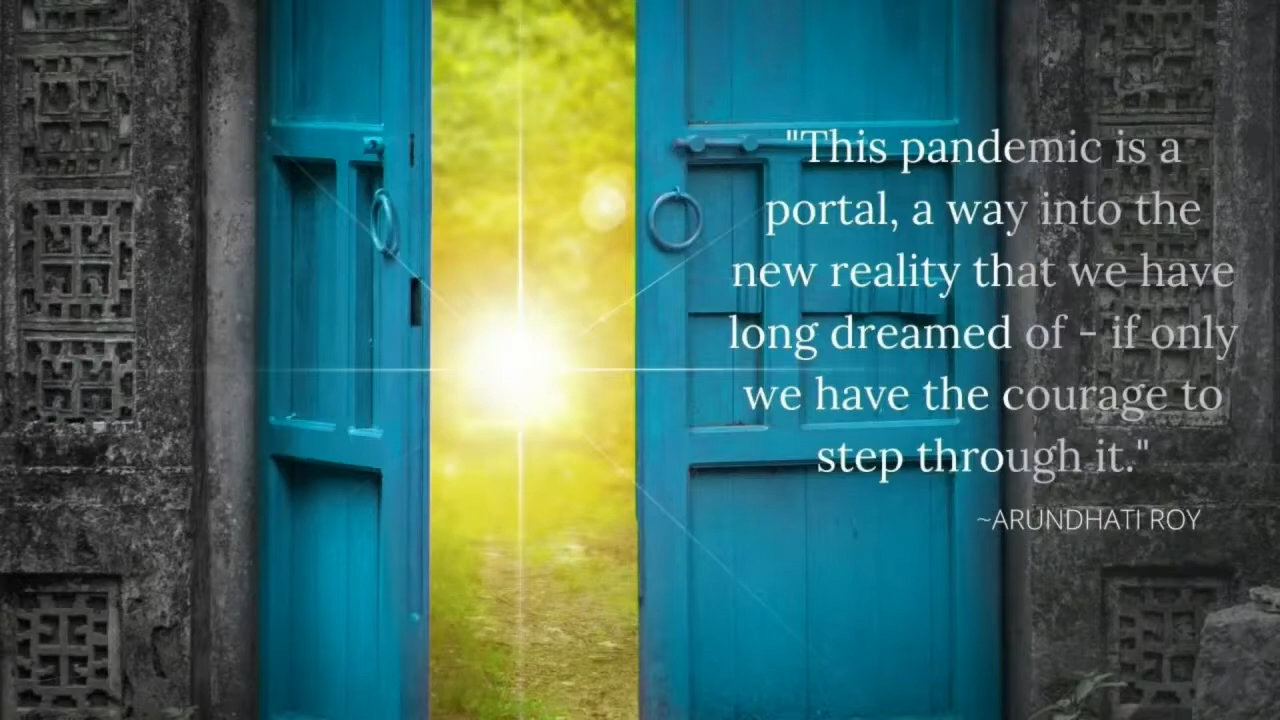 "This pandemic is a
portal, a way into the
new reality that we have
long dreamed of - if only
we have the courage to
step through it."
~ARUNDHATI ROY